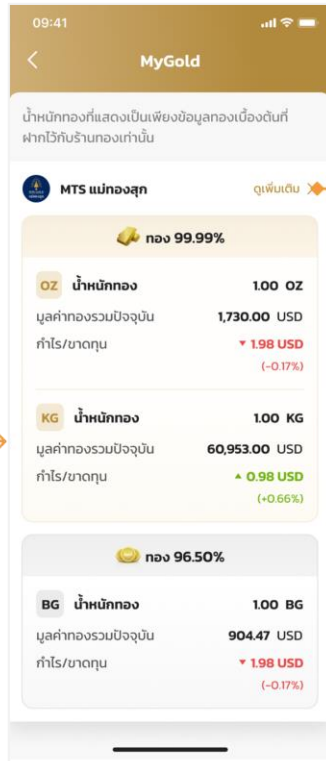 09:41
MyGold
น้ำหนักทองที่แสดงเป็นเพียงข้อมูลทองเบื้องต้นที่
ฝากไว้กับร้านทองเท่านั้น
MTS แม่ทองสุก ดูเพิ่มเติม
ทอง 99.99%
OZ น้ำหนักทอง 1.00 OZ
มูลค่าทองรวมปัจจุบัน 1,730.00 USD
กำไร/ขาดทุน ▼ 1.98 USD
(-0.17%)
KG น้ำหนักทอง 1.00 KG
มูลค่าทองรวมปัจจุบัน 60,953.00 USD
กำไร/ขาดทุน ▲ 0.98 USD
(+0.66%)
ทอง 96.50%
BG น้ำหนักทอง 1.00 BG
มูลค่าทองรวมปัจจุบัน 904.47 USD
กำไร/ขาดทุน ▼ 1.98 USD
(-0.17%)